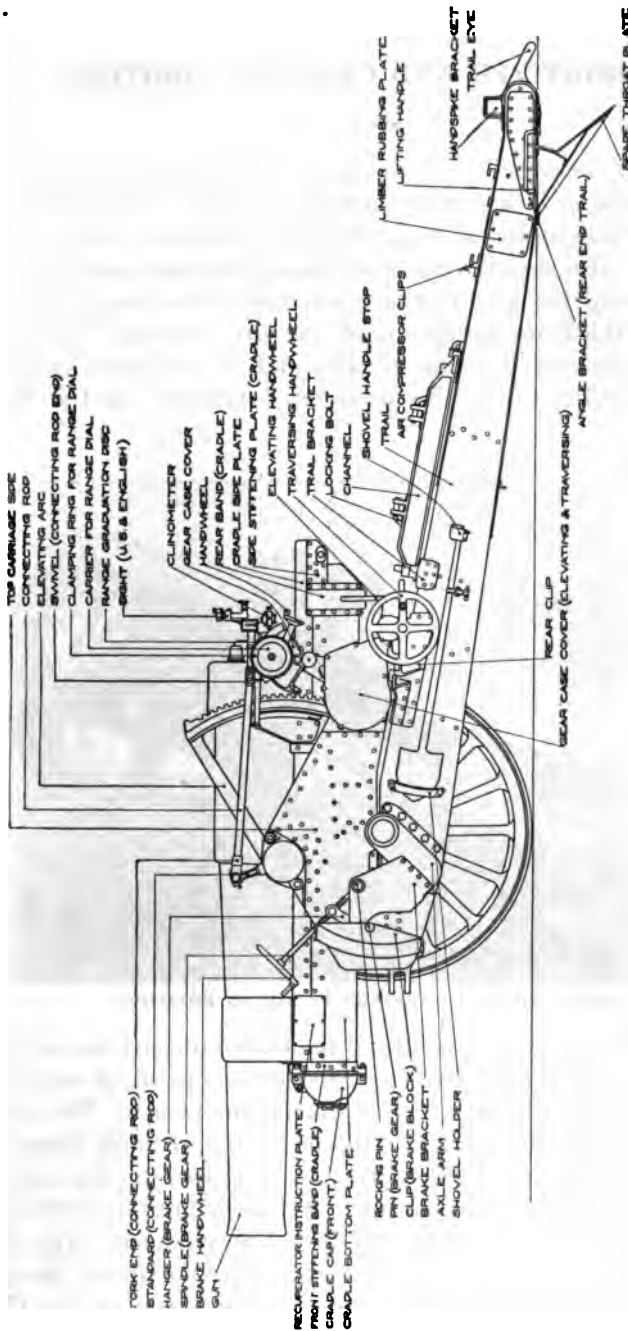 TOP CARRIAGE SIDE
CONNECTING ROD
ELEVATING ARC
SWIVEL (CONNECTING ROD END)
CLAMPING RING FOR RANGE DIAL
CARRIER FOR RANGE DIAL
RANGE GRADUATION DISC
SIGHT (U.S. & ENGLISH)
CLINOMETER
GEAR CASE COVER
HANDWHEEL
REAR BAND (CRADLE)
CRADLE SIDE PLATE
SIDE STIFFENING PLATE (CRADLE)
ELEVATING HANDWHEEL
TRAVERSING HANDWHEEL
TRAIL BRACKET
LOCKING BOLT
CHANNEL
SHOVEL HANDLE STOP
TRAIL
AIR COMPRESSOR CLIPS
LIMBER RUBBING PLATE
LIFTING HANDLE
HANDSPIKE BRACKET
TRAIL EYE
FORK END (CONNECTING ROD)
STANDARD (CONNECTING ROD)
HANGER (BRAKE GEAR)
SPINDLE (BRAKE GEAR)
BRAKE HANDWHEEL
GUN
RECUPERATOR INSTRUCTION PLATE
FRONT STIFFENING BAND (CRADLE)
CRADLE CAP (FRONT)
CRADLE BOTTOM PLATE
ROCKING PIN
PIN (BRAKE GEAR)
CLIP (BRAKE BLOCK)
BRAKE BRACKET
AXLE ARM
SHOVEL HOLDER
REAR CLIP
GEAR CASE COVER (ELEVATING & TRAVERSING)
ANGLE BRACKET (REAR END TRAIL)
SPADE THRUST PLATE